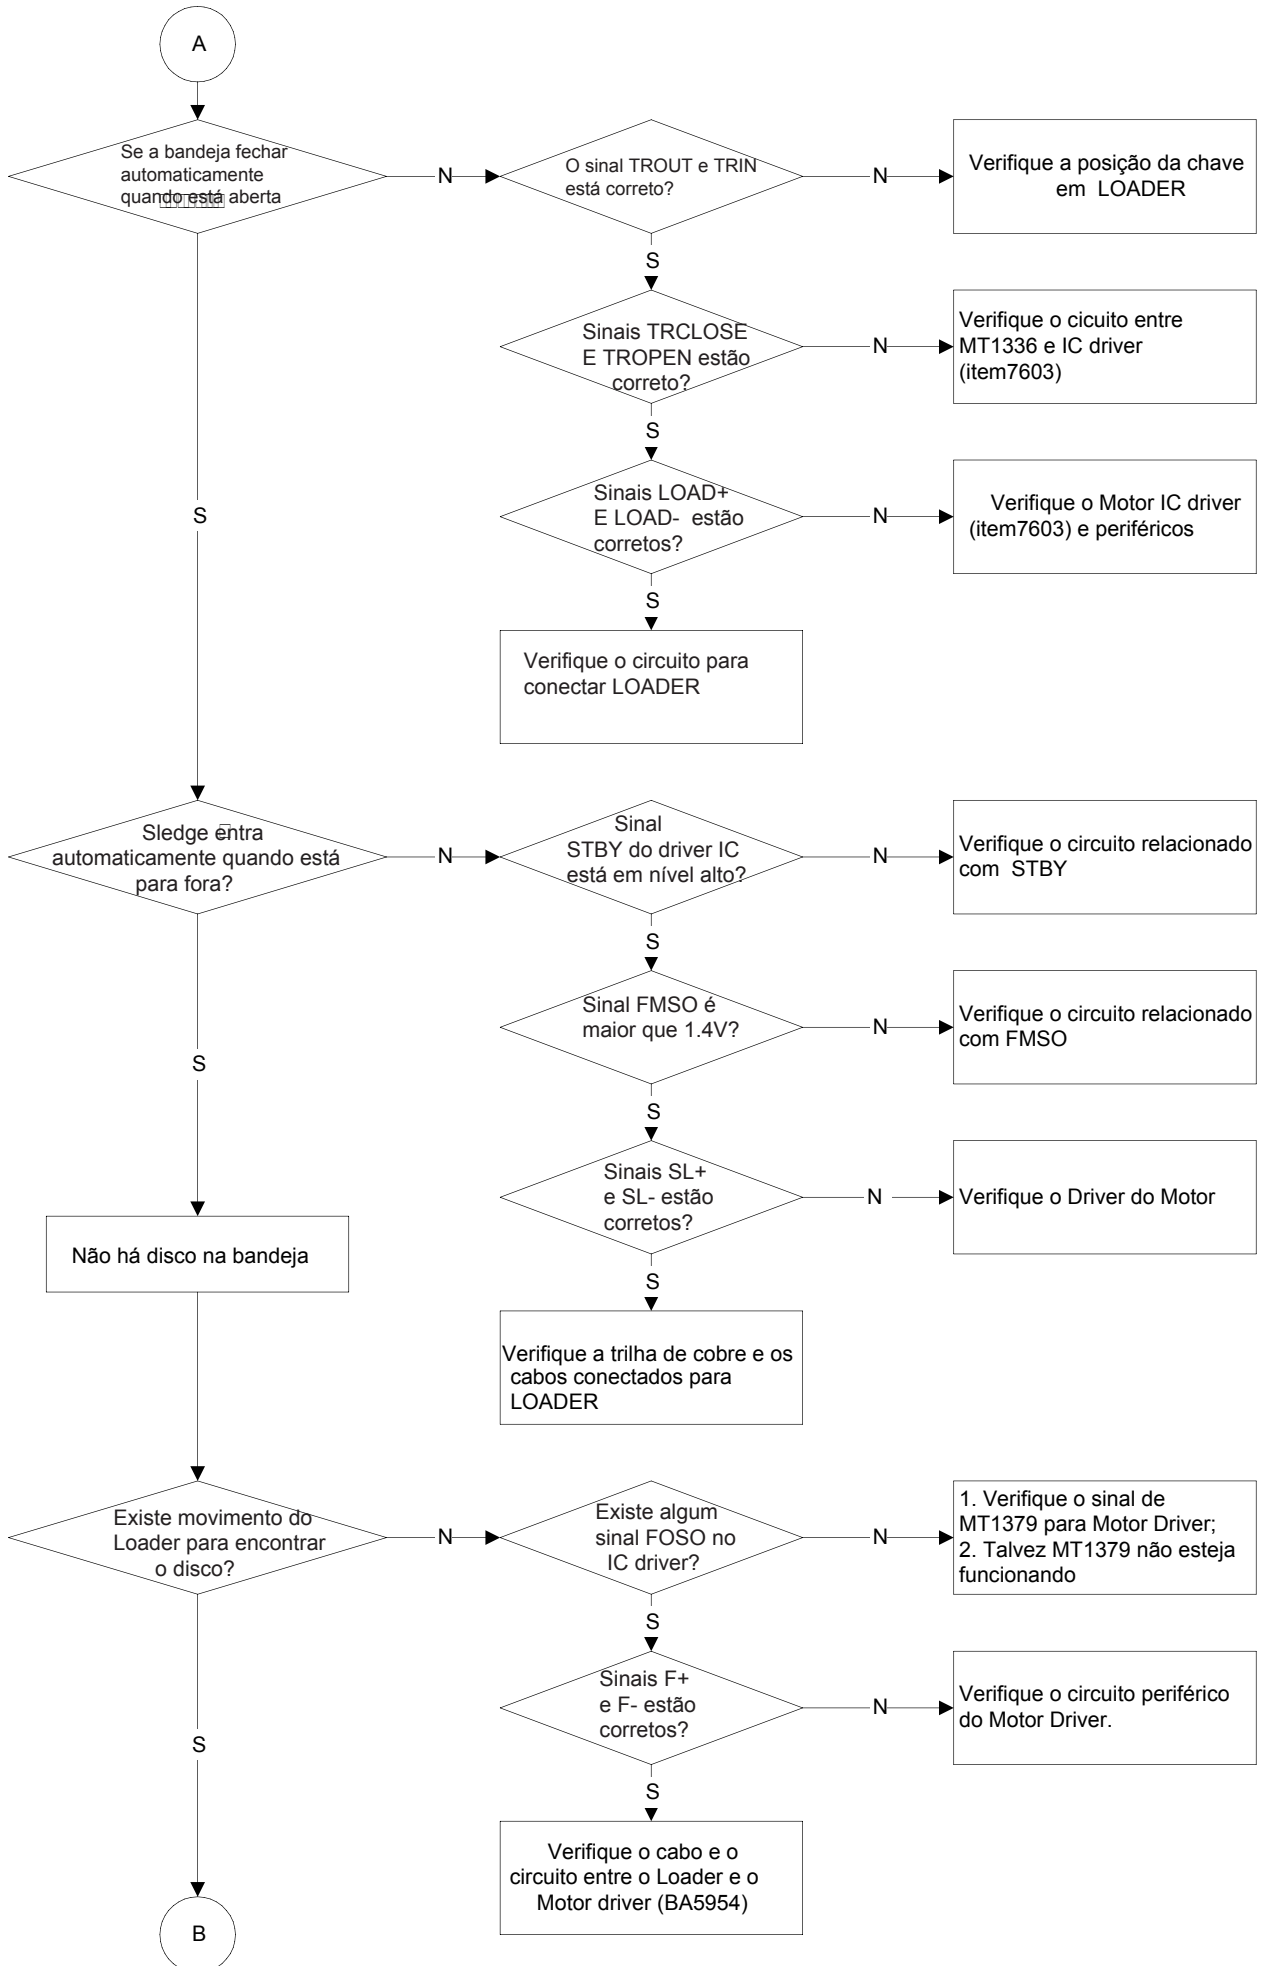 A
Se a bandeja fechar
automaticamente
quando está aberta
N
O sinal TROUT e TRIN
está correto?
N
Verifique a posição da chave
em LOADER
S
Sinais TRCLOSE
E TROPEN estão
correto?
N
Verifique o cicuito entre
MT1336 e IC driver
(item7603)
S
Sinais LOAD+
E LOAD- estão
corretos?
N
Verifique o Motor IC driver
(item7603) e periféricos
S
S
Verifique o circuito para
conectar LOADER
Sledge entra
automaticamente quando está
para fora?
N
Sinal
STBY do driver IC
está em nível alto?
N
Verifique o circuito relacionado
com STBY
S
Sinal FMSO é
maior que 1.4V?
N
Verifique o circuito relacionado
com FMSO
S
S
Sinais SL+
e SL- estão
corretos?
N
Verifique o Driver do Motor
Não há disco na bandeja
S
Verifique a trilha de cobre e os
cabos conectados para
LOADER
Existe movimento do
Loader para encontrar
o disco?
N
Existe algum
sinal FOSO no
IC driver?
N
1. Verifique o sinal de
MT1379 para Motor Driver;
2. Talvez MT1379 não esteja
funcionando
S
Sinais F+
e F- estão
corretos?
N
Verifique o circuito periférico
do Motor Driver.
S
S
Verifique o cabo e o
circuito entre o Loader e o
Motor driver (BA5954)
B